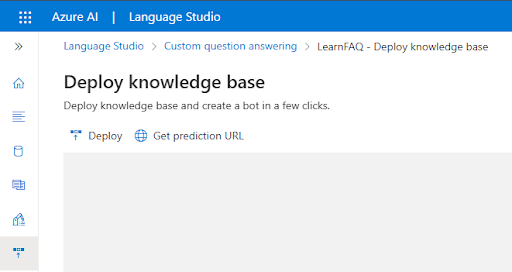 Azure AI | Language Studio
Language Studio > Custom question answering > LearnFAQ - Deploy knowledge base
Deploy knowledge base
Deploy knowledge base and create a bot in a few clicks.
Deploy Get prediction URL